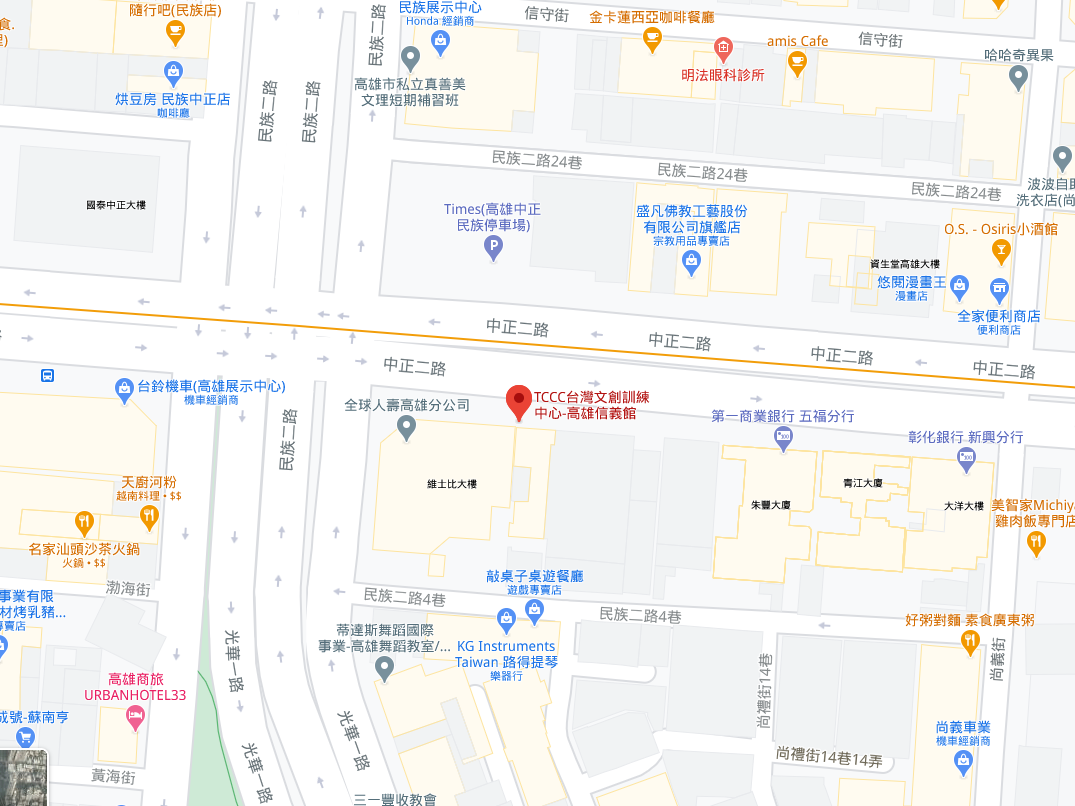 隨行吧(民族店)
烘豆房 民族中正店
咖啡廳
國泰中正大樓
民族二路
民族二路
民族二路
民族展示中心
Honda 經銷商
高雄市私立真善美
文理短期補習班
信守街
金卡蓮西亞咖啡餐廳
明法眼科診所
amis Cafe
信守街
哈哈奇異果
民族二路24巷
民族二路24巷
民族二路24巷
波波自助
洗衣店(尚
Times(高雄中正
民族停車場)
盛凡佛教工藝股份
有限公司旗艦店
宗教用品專賣店
O.S. - Osiris小酒館
資生堂高雄大樓
悠閱漫畫王
漫畫店
全家便利商店
便利商店
中正二路
中正二路
中正二路
中正二路
中正二路
台鈴機車(高雄展示中心)
機車經銷商
全球人壽高雄分公司
TCCC台灣文創訓練
中心-高雄信義館
第一商業銀行 五福分行
彰化銀行 新興分行
民族二路
維士比大樓
青江大廈
朱豐大廈
大洋大樓
美智家Michiya
雞肉飯專門店
天廚河粉
越南料理・$$
名家汕頭沙茶火鍋
火鍋・$$
渤海街
事業有限
材烤乳豬...
專賣店
敲桌子桌遊餐廳
遊戲專賣店
民族二路4巷
民族二路4巷
蒂達斯舞蹈國際
事業-高雄舞蹈教室/...
KG Instruments
Taiwan 路得提琴
樂器行
好粥對麵 素食廣東粥
尚義街
光華一路
高雄商旅
URBANHOTEL33
成號-蘇南亨
尚禮街14巷
尚義車業
機車經銷商
光華一路
光華一路
尚禮街14巷14弄
黃海街
三一豐收教會